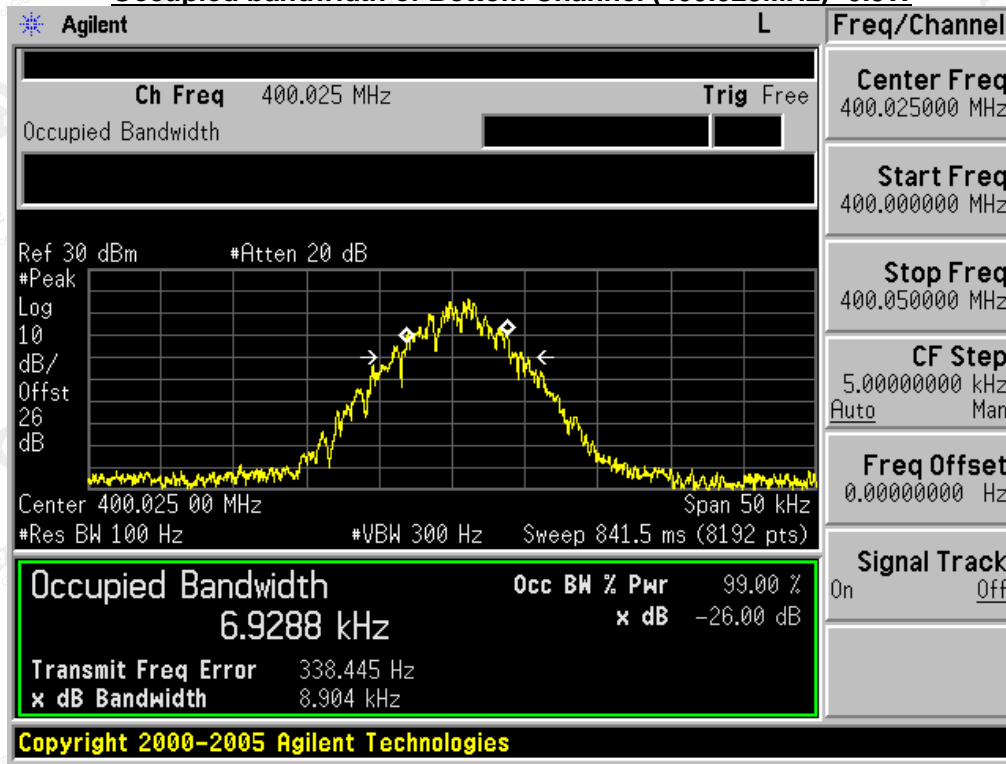 Agilent L Freq/Channel
Ch Freq 400.025 MHz Trig Free
Occupied Bandwidth
Center Freq
400.025000 MHz
Start Freq
400.000000 MHz
Stop Freq
400.050000 MHz
CF Step
5.00000000 kHz
Auto Man
Freq Offset
0.00000000 Hz
Signal Track
On Off
Ref 30 dBm #Atten 20 dB
#Peak
Log
10
dB/
Offst
26
dB
Center 400.025 00 MHz Span 50 kHz
#Res BW 100 Hz #VBW 300 Hz Sweep 841.5 ms (8192 pts)
Occupied Bandwidth Occ BW % Pwr 99.00 %
6.9288 kHz x dB -26.00 dB
Transmit Freq Error 338.445 Hz
x dB Bandwidth 8.904 kHz
Copyright 2000-2005 Agilent Technologies